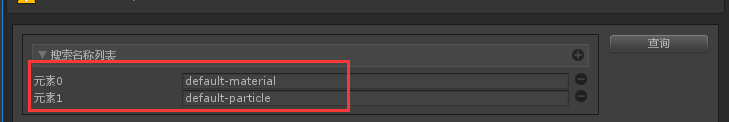 搜索名称列表
查询
元素0 default-material
元素1 default-particle